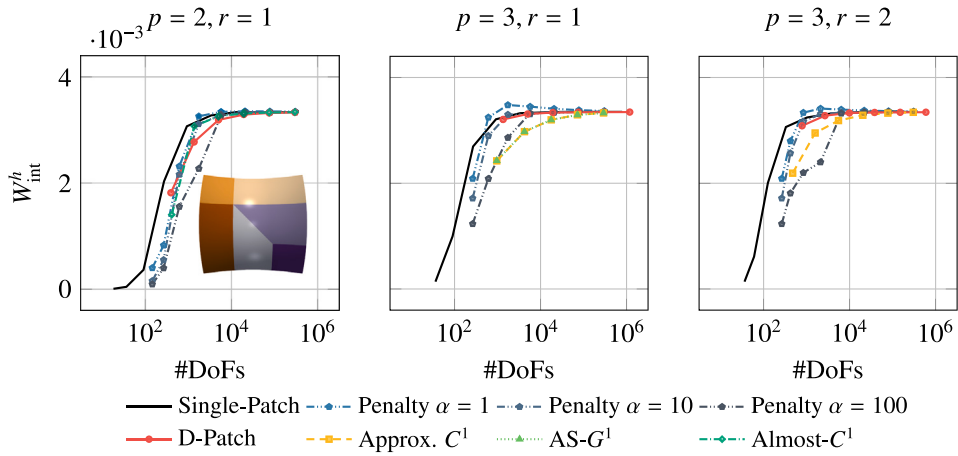 p = 2, r = 1
p = 3, r = 1
p = 3, r = 2
·10⁻³
4
2
0
W_int^h
10² 10⁴ 10⁶
10² 10⁴ 10⁶
10² 10⁴ 10⁶
#DoFs
#DoFs
#DoFs
Single-Patch Penalty α = 1 Penalty α = 10 Penalty α = 100
D-Patch Approx. C¹ AS-G¹ Almost-C¹